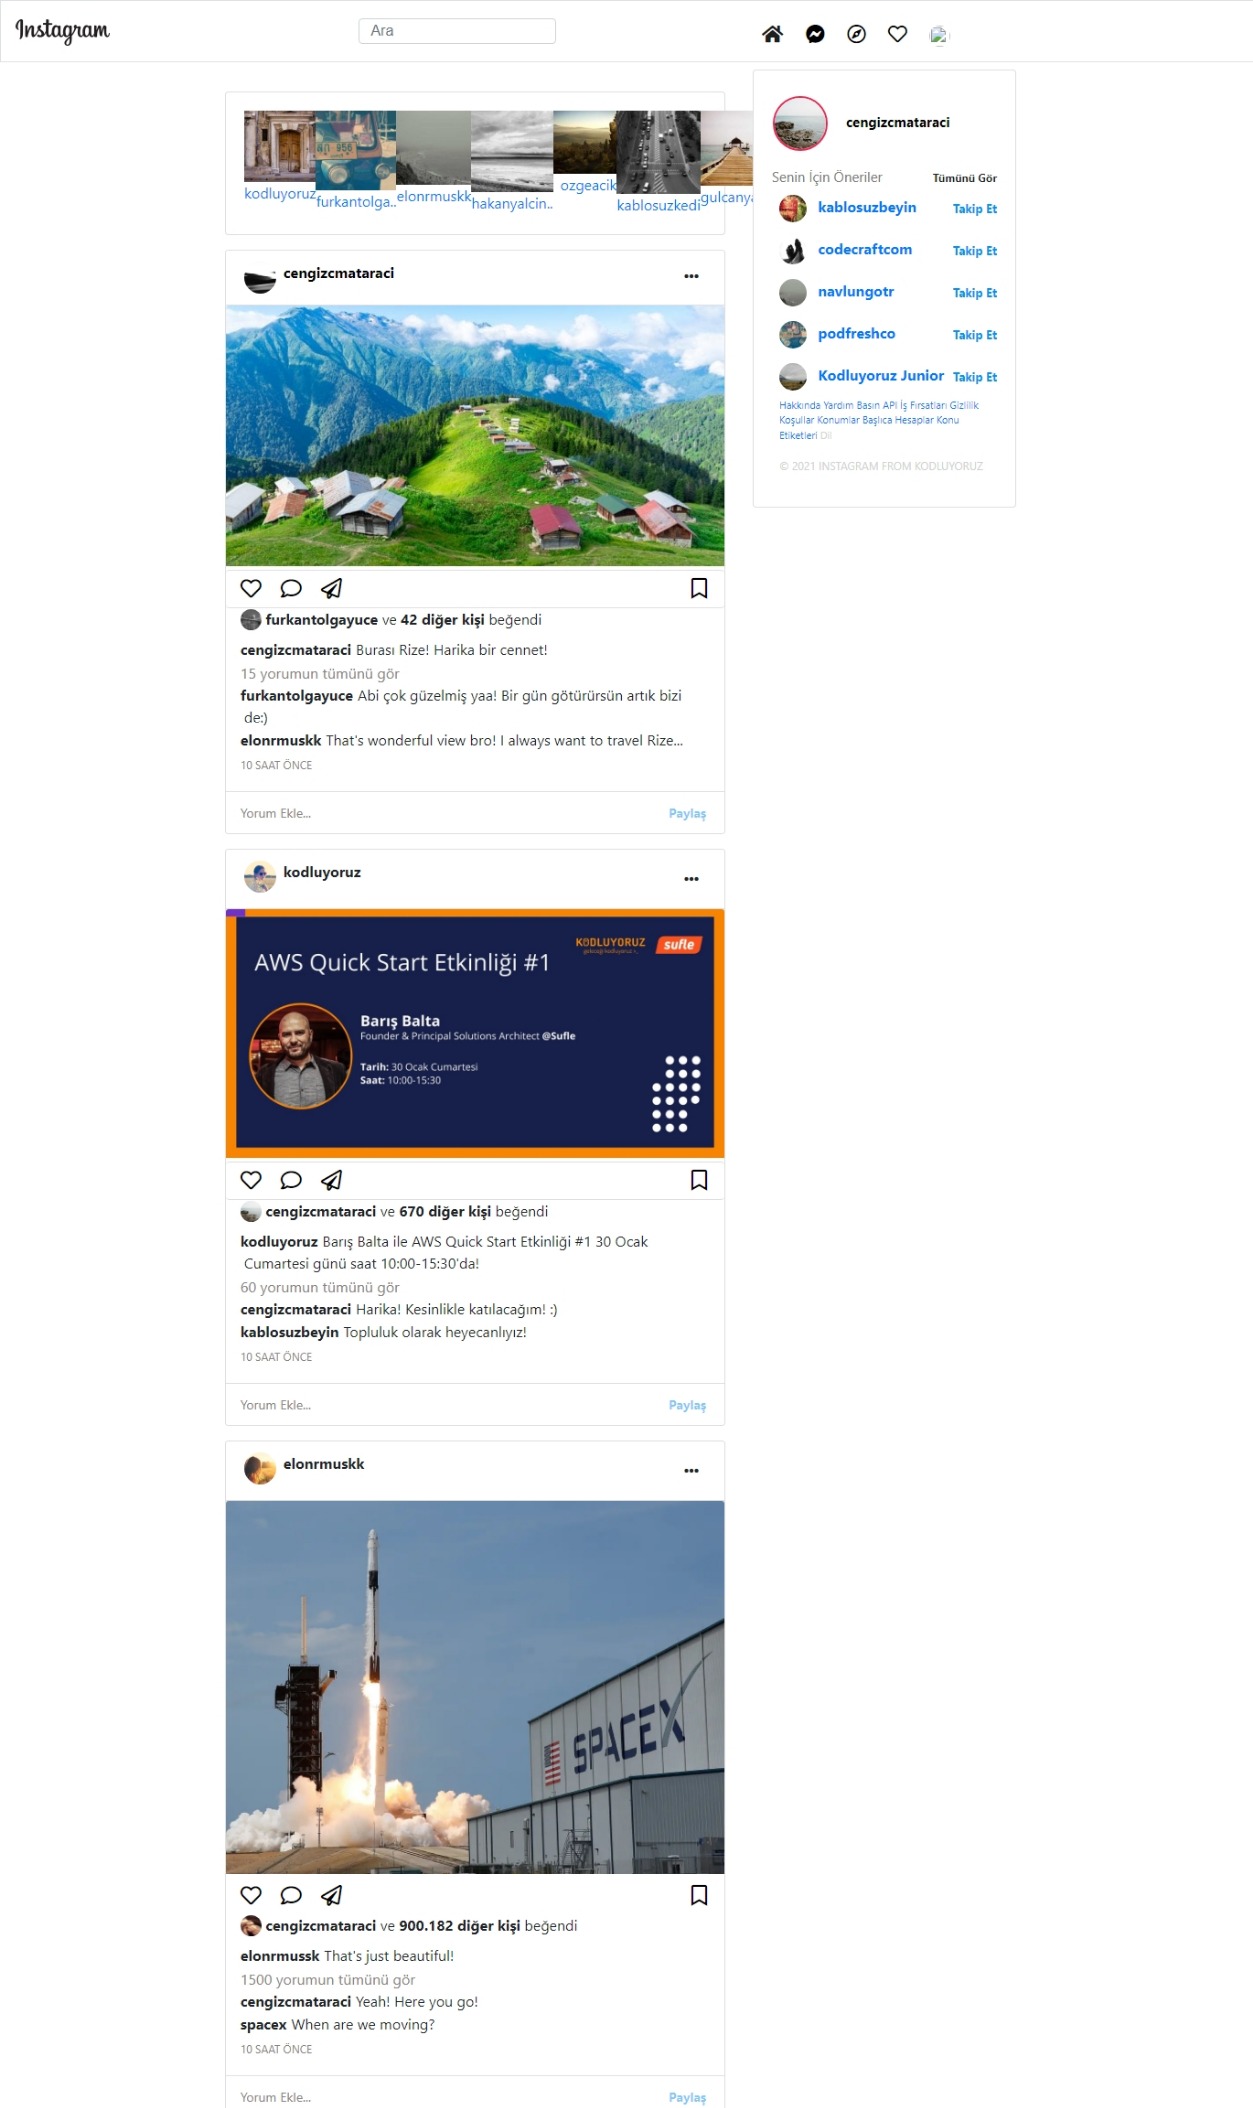 Instagram
Ara
kodluyoruz
furkantolga..
elonrmuskk
hakanyalcin..
ozgeacik
kablosuzkedi
gulcanya
cengizcmataraci
Senin İçin Öneriler Tümünü Gör
kablosuzbeyin Takip Et
codecraftcom Takip Et
navlungotr Takip Et
podfreshco Takip Et
Kodluyoruz Junior Takip Et
Hakkında Yardım Basın API İş Fırsatları Gizlilik
Koşullar Konumlar Başlıca Hesaplar Konu
Etiketleri Dil
© 2021 INSTAGRAM FROM KODLUYORUZ
cengizcmataraci
furkantolgayuce ve 42 diğer kişi beğendi
cengizcmataraci Burası Rize! Harika bir cennet!
15 yorumun tümünü gör
furkantolgayuce Abi çok güzelmiş yaa! Bir gün götürürsün artık bizi
de:)
elonrmuskk That's wonderful view bro! I always want to travel Rize...
10 SAAT ÖNCE
Yorum Ekle... Paylaş
kodluyoruz
KODLUYORUZ sufle
AWS Quick Start Etkinliği #1
Barış Balta
Founder & Principal Solutions Architect @Sufle
Tarih: 30 Ocak Cumartesi
Saat: 10:00-15:30
cengizcmataraci ve 670 diğer kişi beğendi
kodluyoruz Barış Balta ile AWS Quick Start Etkinliği #1 30 Ocak
Cumartesi günü saat 10:00-15:30'da!
60 yorumun tümünü gör
cengizcmataraci Harika! Kesinlikle katılacağım! :)
kablosuzbeyin Topluluk olarak heyecanlıyız!
10 SAAT ÖNCE
Yorum Ekle... Paylaş
elonrmuskk
SPACEX
cengizcmataraci ve 900.182 diğer kişi beğendi
elonrmussk That's just beautiful!
1500 yorumun tümünü gör
cengizcmataraci Yeah! Here you go!
spacex When are we moving?
10 SAAT ÖNCE
Yorum Ekle... Paylaş